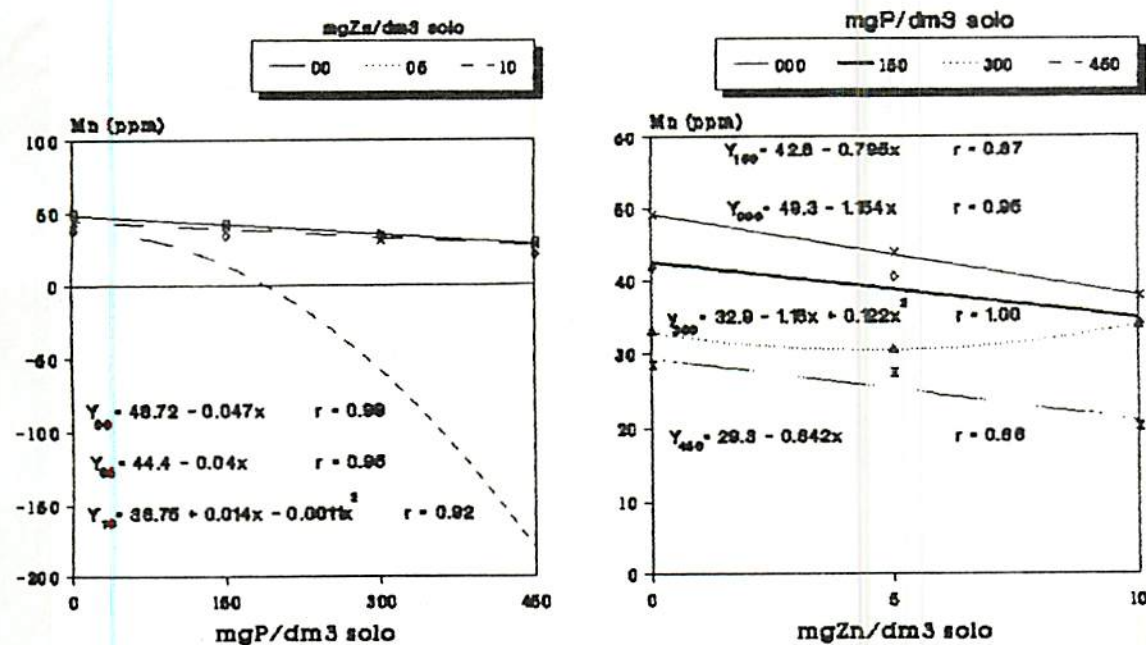 mgZn/dm3 solo
00 05 10
Mn (ppm)
100
50
0
-50
-100
-150
-200
Y00= 48.72 - 0.047x r = 0.99
Y05= 44.4 - 0.04x r = 0.95
Y10= 38.75 + 0.014x - 0.0011x² r = 0.92
0 150 300 450
mgP/dm3 solo
mgP/dm3 solo
000 150 300 450
Mn (ppm)
60
50
40
30
20
10
0
Y150= 42.8 - 0.795x r = 0.87
Y000= 49.3 - 1.154x r = 0.95
Y300= 32.9 - 1.15x + 0.122x² r = 1.00
Y450= 29.3 - 0.842x r = 0.88
0 5 10
mgZn/dm3 solo